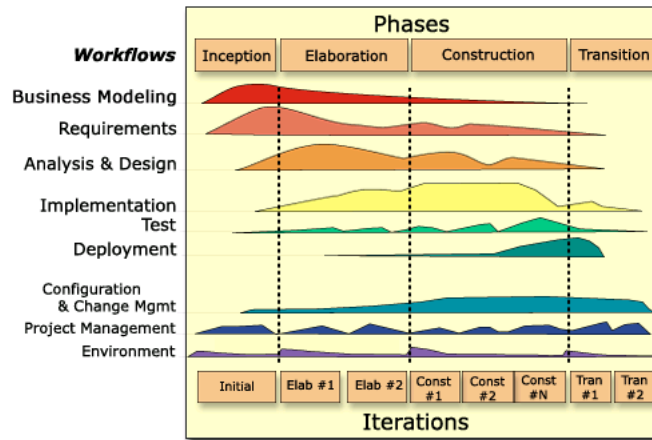 Phases
Workflows
Inception
Elaboration
Construction
Transition
Business Modeling
Requirements
Analysis & Design
Implementation
Test
Deployment
Configuration
& Change Mgmt
Project Management
Environment
Initial
Elab #1
Elab #2
Const
#1
Const
#2
Const
#N
Tran
#1
Tran
#2
Iterations